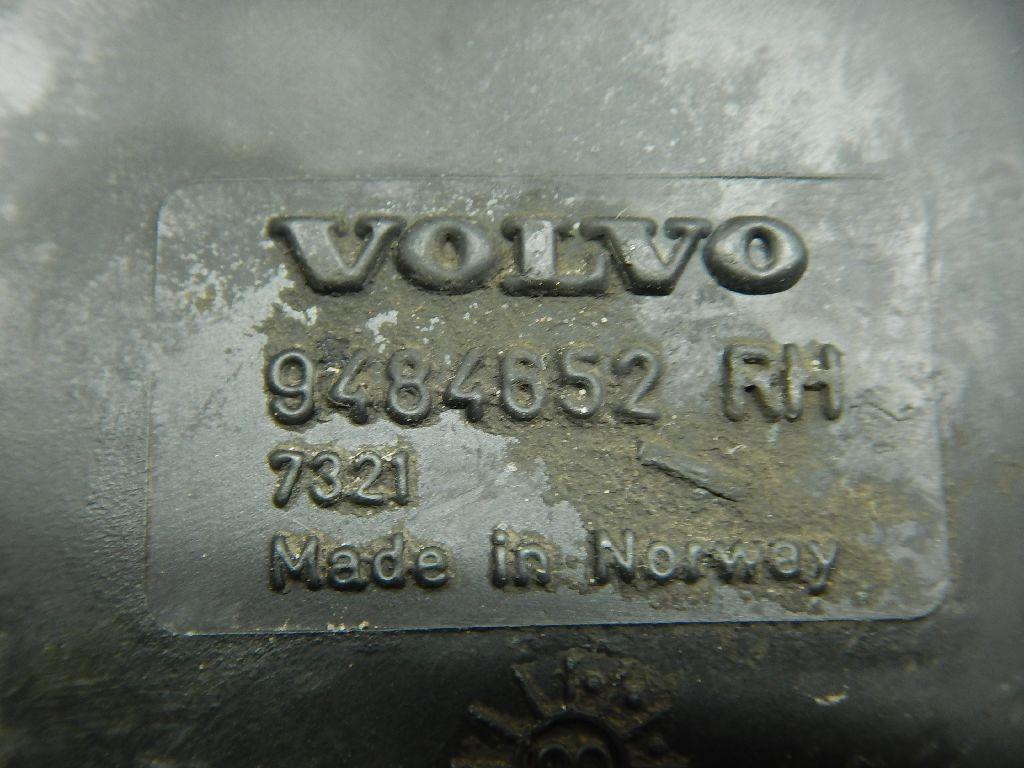 VOLVO
9484652 RH
7321
Made in Norway